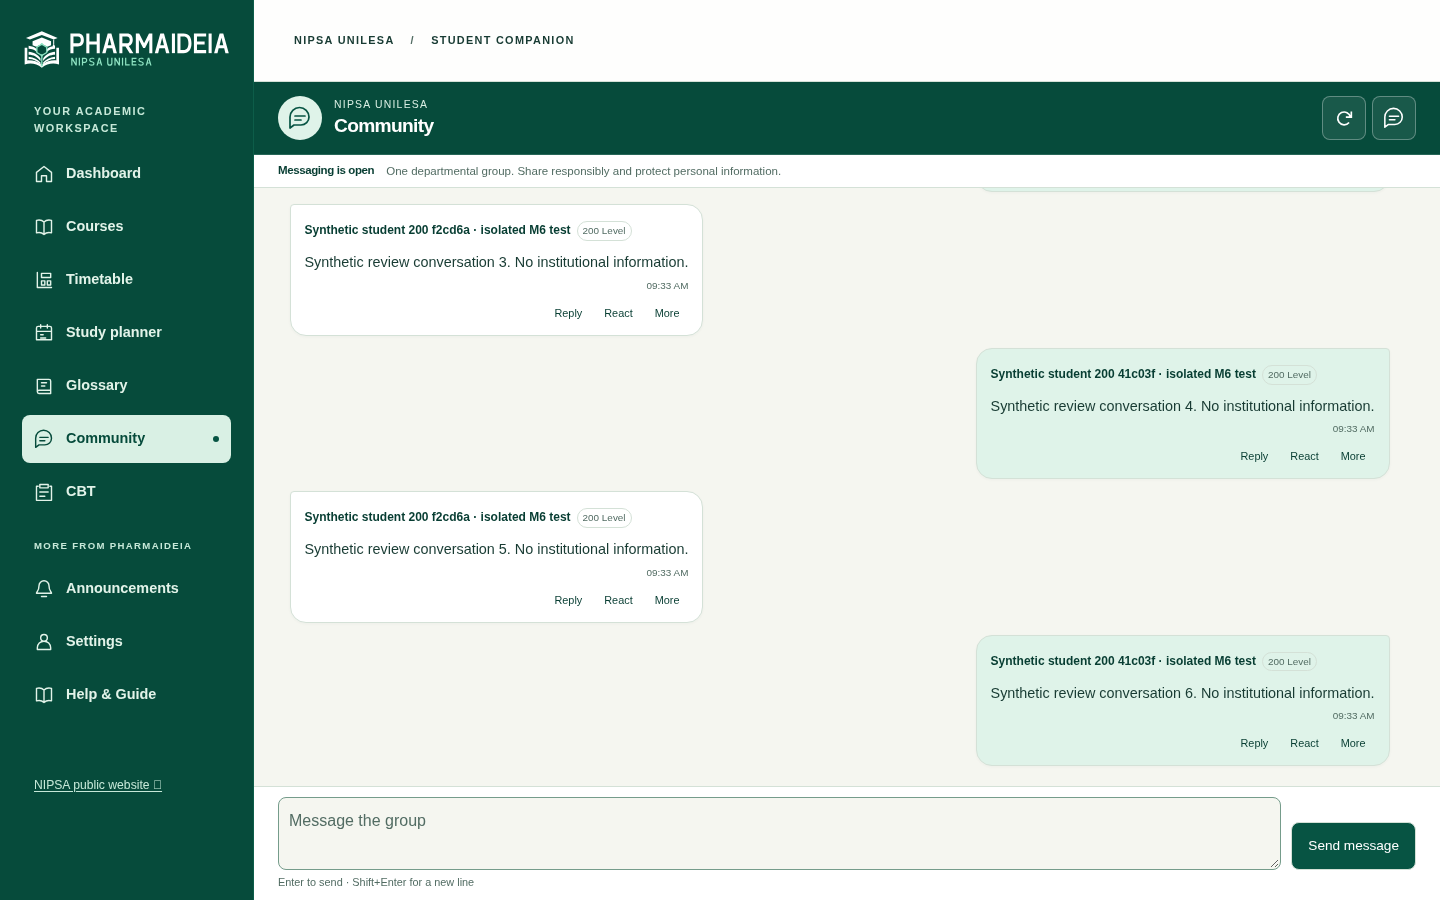 PHARMAIDEIA
NIPSA UNILESA
YOUR ACADEMIC
WORKSPACE
Dashboard
Courses
Timetable
Study planner
Glossary
Community
CBT
MORE FROM PHARMAIDEIA
Announcements
Settings
Help & Guide
NIPSA public website
NIPSA UNILESA / STUDENT COMPANION
NIPSA UNILESA
Community
Messaging is open One departmental group. Share responsibly and protect personal information.
Synthetic student 200 f2cd6a · isolated M6 test 200 Level
Synthetic review conversation 3. No institutional information.
09:33 AM
Reply React More
Synthetic student 200 41c03f · isolated M6 test 200 Level
Synthetic review conversation 4. No institutional information.
09:33 AM
Reply React More
Synthetic student 200 f2cd6a · isolated M6 test 200 Level
Synthetic review conversation 5. No institutional information.
09:33 AM
Reply React More
Synthetic student 200 41c03f · isolated M6 test 200 Level
Synthetic review conversation 6. No institutional information.
09:33 AM
Reply React More
Message the group
Send message
Enter to send · Shift+Enter for a new line